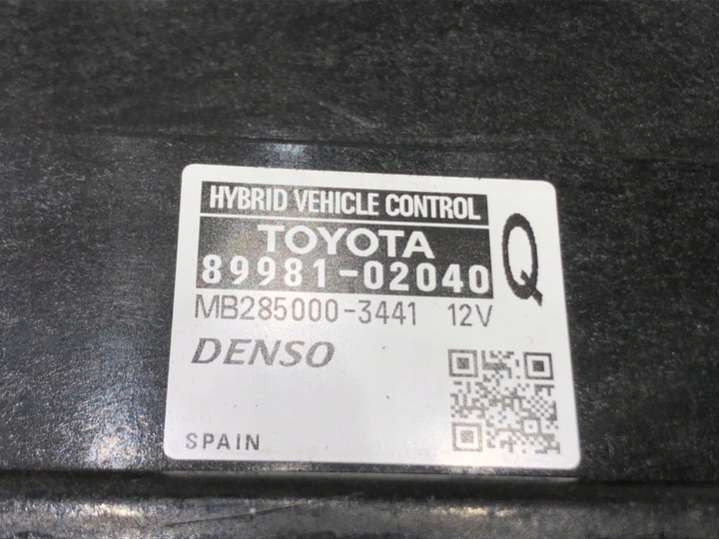 HYBRID VEHICLE CONTROL
TOYOTA
89981-02040
Q
MB285000-3441 12V
DENSO
SPAIN